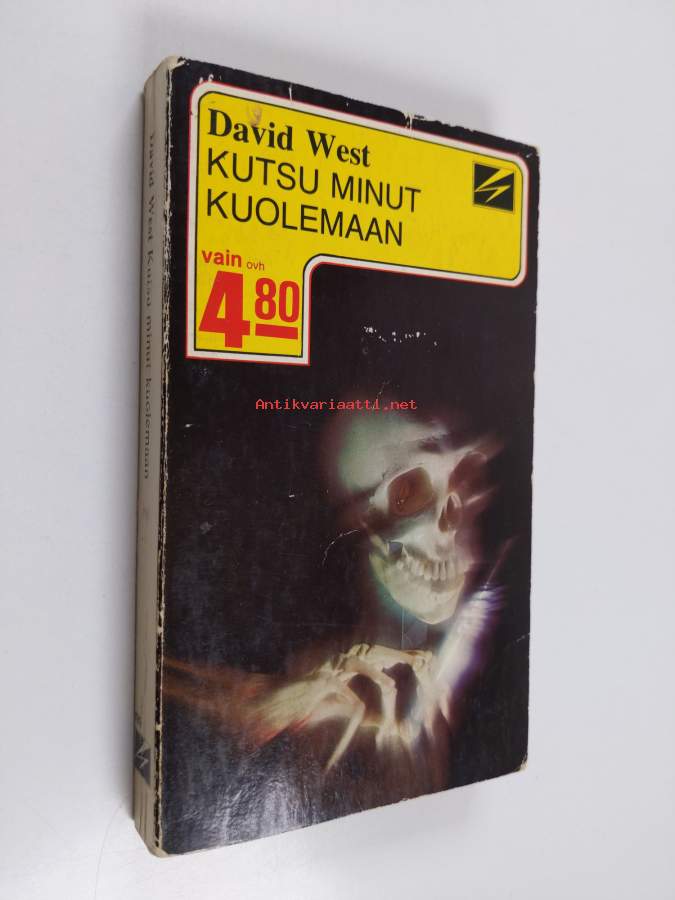 David West
KUTSU MINUT
KUOLEMAAN
vain ovh
4 80
Antikvariaatti.net
David West Kutsu minut kuolemaan